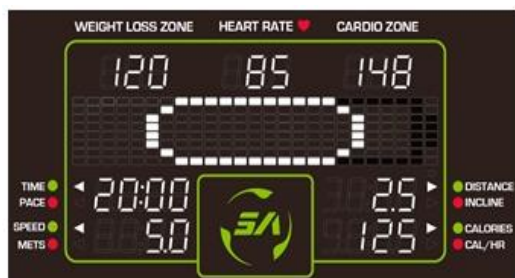 WEIGHT LOSS ZONE HEART RATE CARDIO ZONE
120 85 148
TIME 20:00 2.5 DISTANCE
PACE INCLINE
SPEED 5.0 125 CALORIES
METS CAL/HR
SA